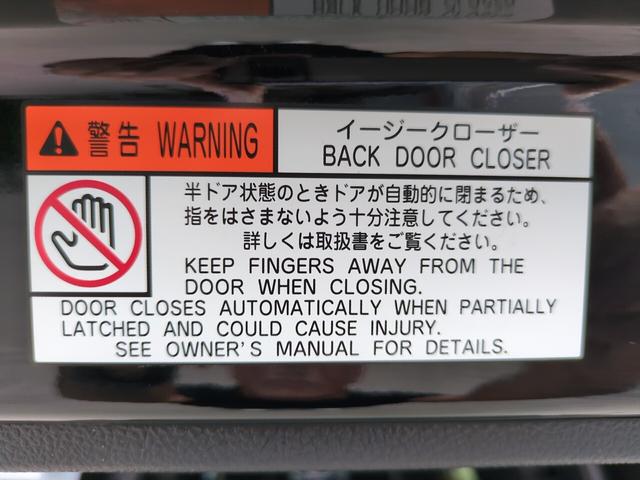 警告 WARNING
イージークローザー
BACK DOOR CLOSER
半ドア状態のときドアが自動的に閉まるため、
指をはさまないよう十分注意してください。
詳しくは取扱書をご覧ください。
KEEP FINGERS AWAY FROM THE
DOOR WHEN CLOSING.
DOOR CLOSES AUTOMATICALLY WHEN PARTIALLY
LATCHED AND COULD CAUSE INJURY.
SEE OWNER'S MANUAL FOR DETAILS.